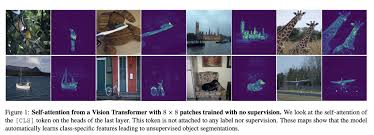 Figure 1: Self-attention from a Vision Transformer with 8 × 8 patches trained with no supervision. We look at the self-attention of
the [CLS] token on the heads of the last layer. This token is not attached to any label nor supervision. These maps show that the model
automatically learns class-specific features leading to unsupervised object segmentations.